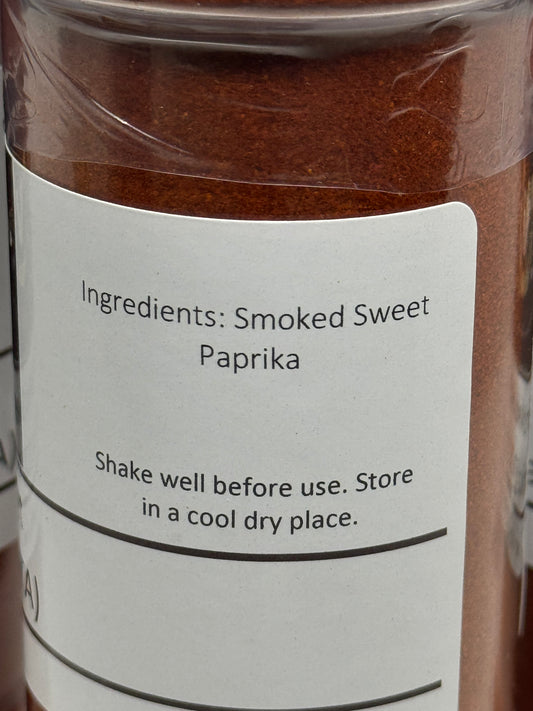 Ingredients: Smoked Sweet
Paprika
Shake well before use. Store
in a cool dry place.
A)